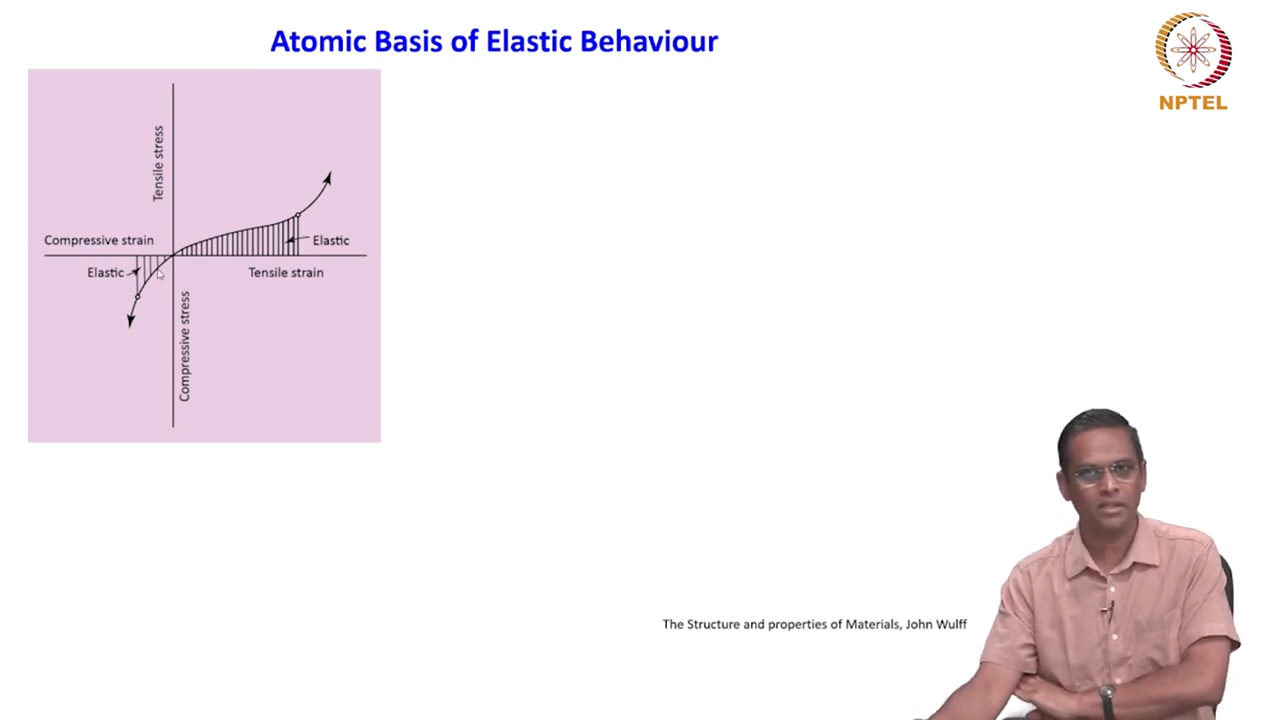 Atomic Basis of Elastic Behaviour
NPTEL
Tensile stress
Compressive strain
Elastic
Elastic
Tensile strain
Compressive stress
The Structure and properties of Materials, John Wulff